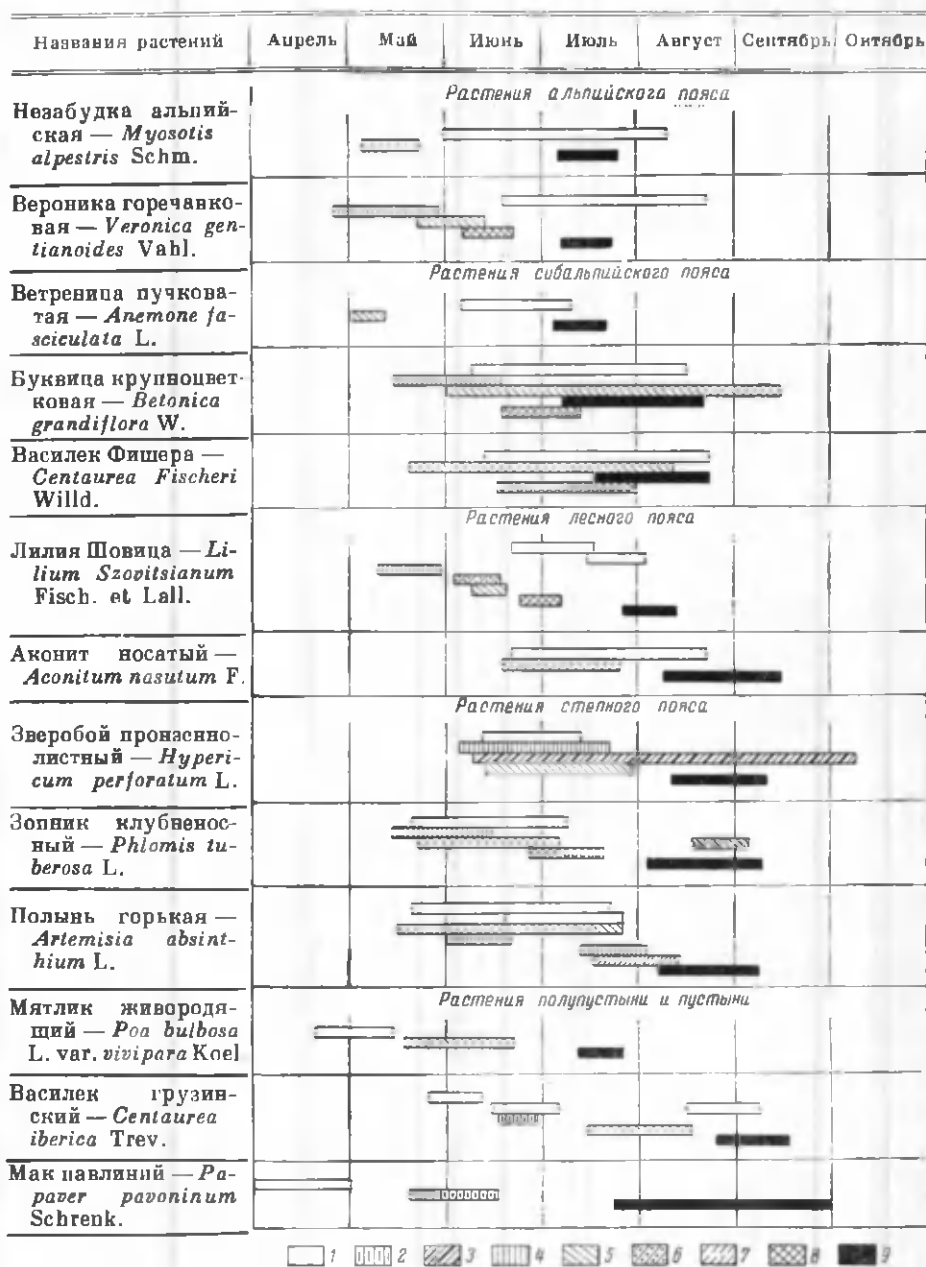 Названия растений Апрель Май Июнь Июль Август Сентябрь Октябрь
Растения альпийского пояса
Незабудка альпий-
ская — Myosotis
alpestris Schm.
Вероника горечавко-
вая — Veronica gen-
tianoides Vahl.
Растения субальпийского пояса
Ветреница пучкова-
тая — Anemone fa-
sciculata L.
Буквица крупноцвет-
ковая — Betonica
grandiflora W.
Василек Фишера —
Centaurea Fischeri
Willd.
Растения лесного пояса
Лилия Шовица — Li-
lium Szovitsianum
Fisch. et Lall.
Аконит носатый —
Aconitum nasutum F.
Растения степного пояса
Зверобой пронзенно-
листный — Hyperi-
cum perforatum L.
Зопник клубненос-
ный — Phlomis tu-
berosa L.
Полынь горькая —
Artemisia absint-
hium L.
Растения полупустыни и пустыни
Мятлик живородя-
щий — Poa bulbosa
L. var. vivipara Koel
Василек грузин-
ский — Centaurea
iberica Trev.
Мак павлиний — Pa-
paver pavoninum
Schrenk.
1 2 3 4 5 6 7 8 9